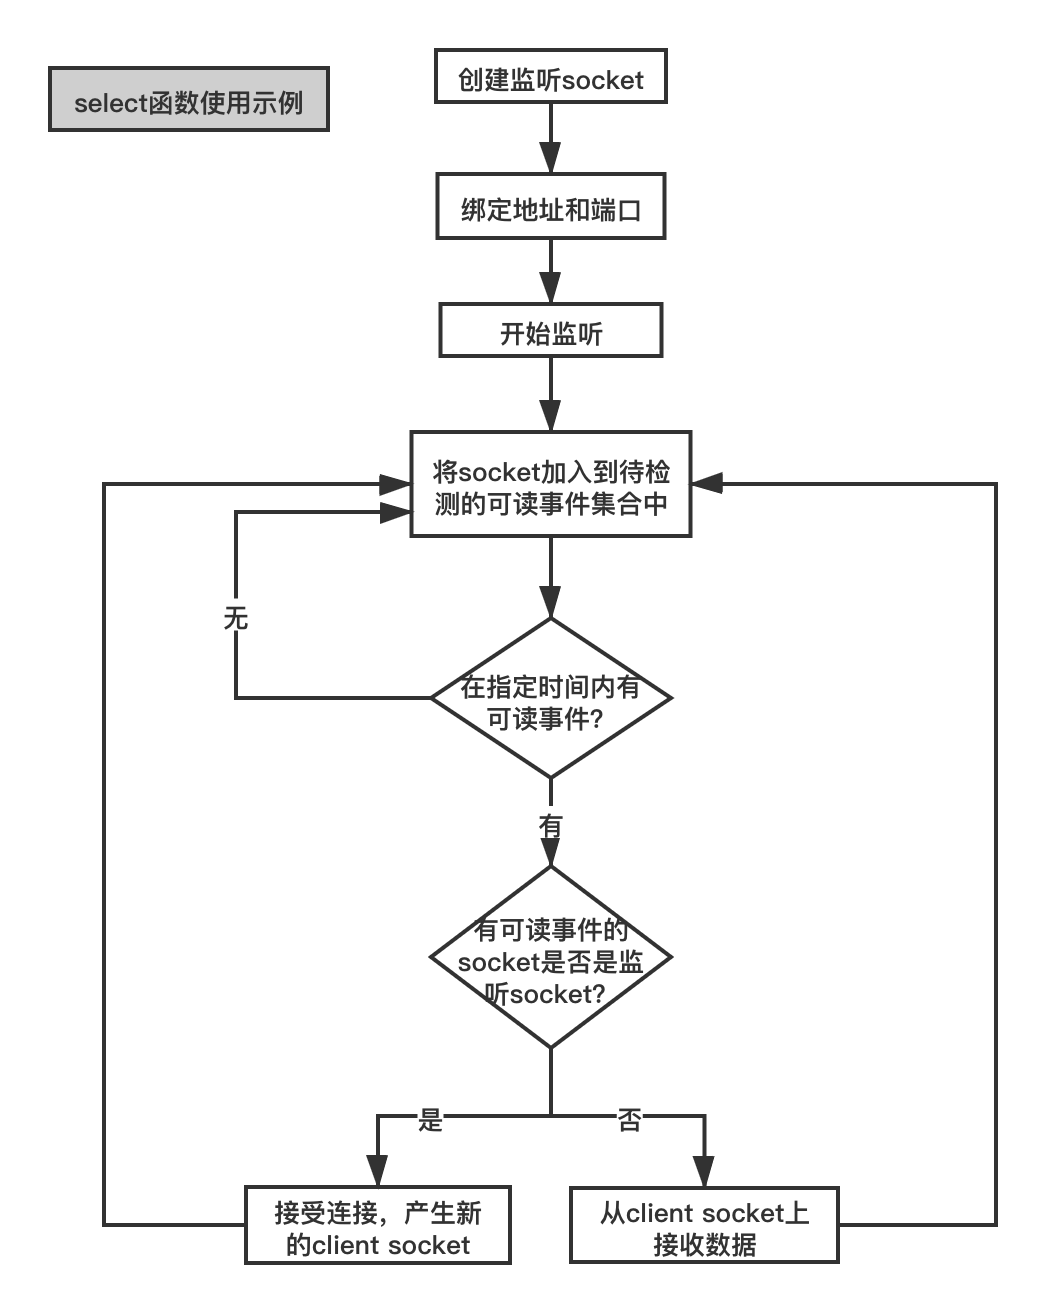 select函数使用示例
创建监听socket
绑定地址和端口
开始监听
将socket加入到待检
测的可读事件集合中
无
在指定时间内有
可读事件?
有
有可读事件的
socket是否是监
听socket?
是
否
接受连接，产生新
的client socket
从client socket上
接收数据